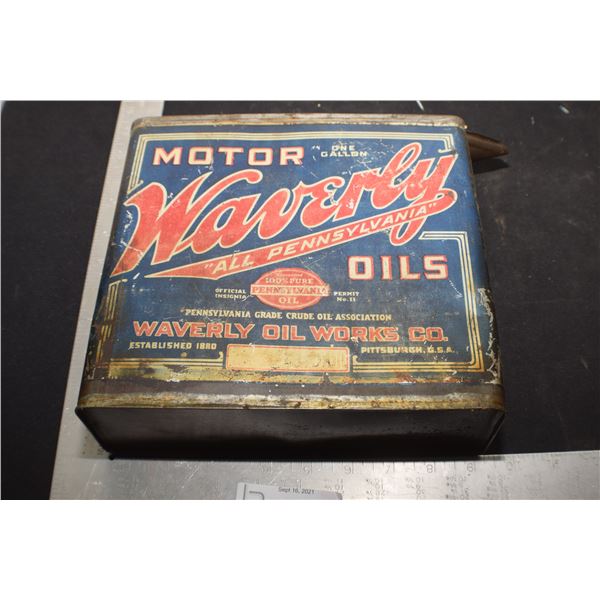 MOTOR
ONE
GALLON
Waverly
"ALL PENNSYLVANIA"
OILS
OFFICIAL
INSIGNIA
100% PURE
PENNSYLVANIA
OIL
PERMIT
No. 11
"PENNSYLVANIA GRADE CRUDE OIL ASSOCIATION
WAVERLY OIL WORKS CO.
ESTABLISHED 1880
PITTSBURGH, U.S.A.
Sept 16, 2021